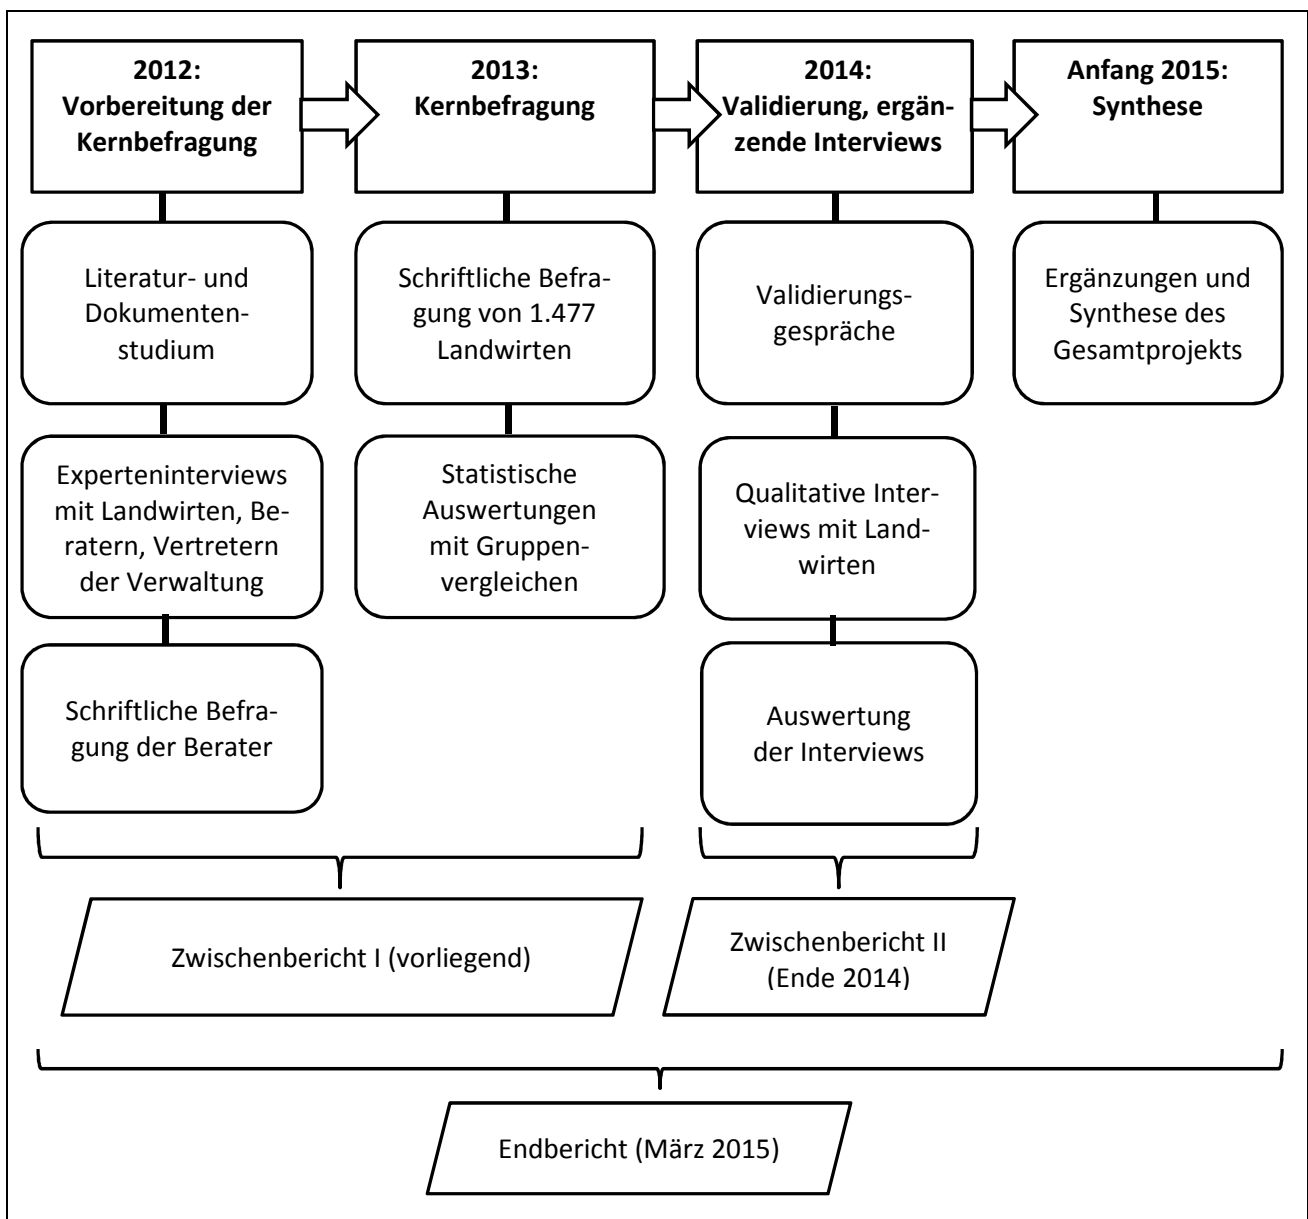 2012:
Vorbereitung der
Kernbefragung
2013:
Kernbefragung
2014:
Validierung, ergän-
zende Interviews
Anfang 2015:
Synthese
Literatur- und
Dokumenten-
studium
Schriftliche Befra-
gung von 1.477
Landwirten
Validierungs-
gespräche
Ergänzungen und
Synthese des
Gesamtprojekts
Experteninterviews
mit Landwirten, Be-
ratern, Vertretern
der Verwaltung
Statistische
Auswertungen
mit Gruppen-
vergleichen
Qualitative Inter-
views mit Land-
wirten
Schriftliche Befra-
gung der Berater
Auswertung
der Interviews
Zwischenbericht I (vorliegend)
Zwischenbericht II
(Ende 2014)
Endbericht (März 2015)